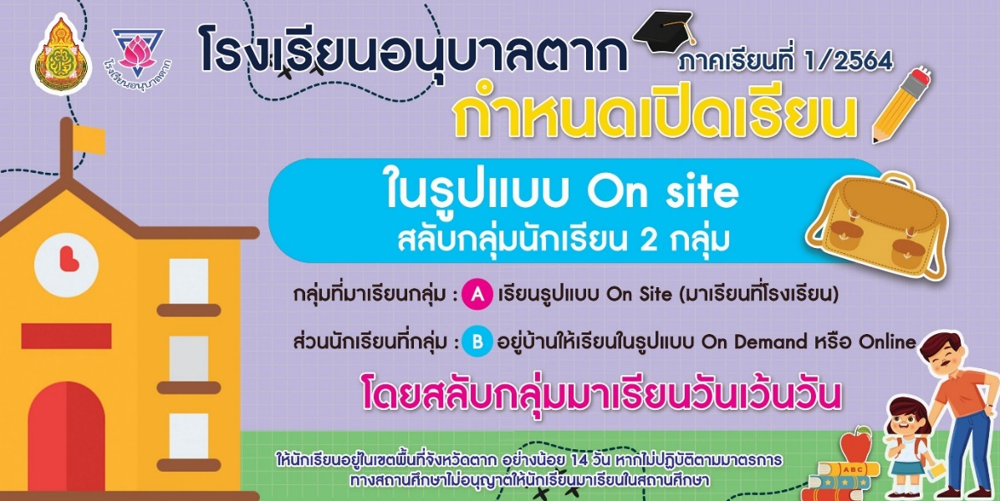 โรงเรียนอนุบาลตาก
โรงเรียนอนุบาลตาก
ภาคเรียนที่ 1/2564
กำหนดเปิดเรียน
ในรูปแบบ On site
สลับกลุ่มนักเรียน 2 กลุ่ม
กลุ่มที่มาเรียนกลุ่ม : A เรียนรูปแบบ On Site (มาเรียนที่โรงเรียน)
ส่วนนักเรียนที่กลุ่ม : B อยู่บ้านให้เรียนในรูปแบบ On Demand หรือ Online
โดยสลับกลุ่มมาเรียนวันเว้นวัน
ให้นักเรียนอยู่ในเขตพื้นที่จังหวัดตาก อย่างน้อย 14 วัน หากไม่ปฏิบัติตามมาตรการ
ทางสถานศึกษาไม่อนุญาตให้นักเรียนมาเรียนในสถานศึกษา
ABC